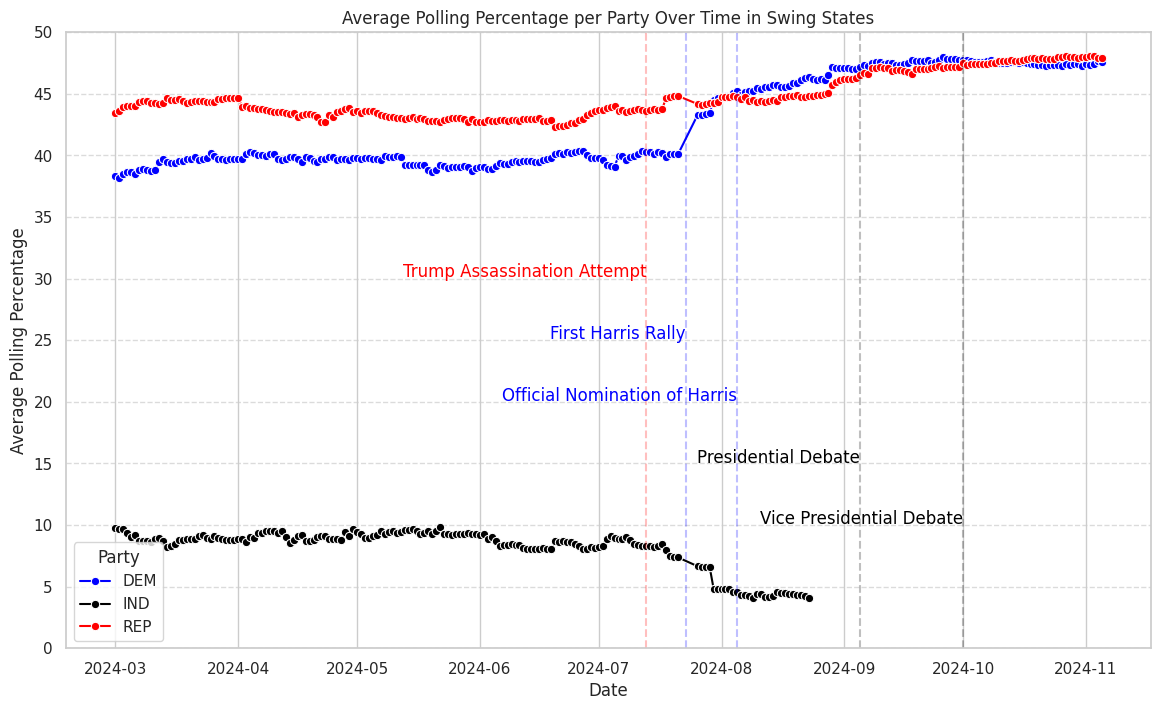 Average Polling Percentage per Party Over Time in Swing States
50
45
40
35
30
25
20
15
10
5
0
Average Polling Percentage
Trump Assassination Attempt
First Harris Rally
Official Nomination of Harris
Presidential Debate
Vice Presidential Debate
Party
DEM
IND
REP
2024-03 2024-04 2024-05 2024-06 2024-07 2024-08 2024-09 2024-10 2024-11
Date